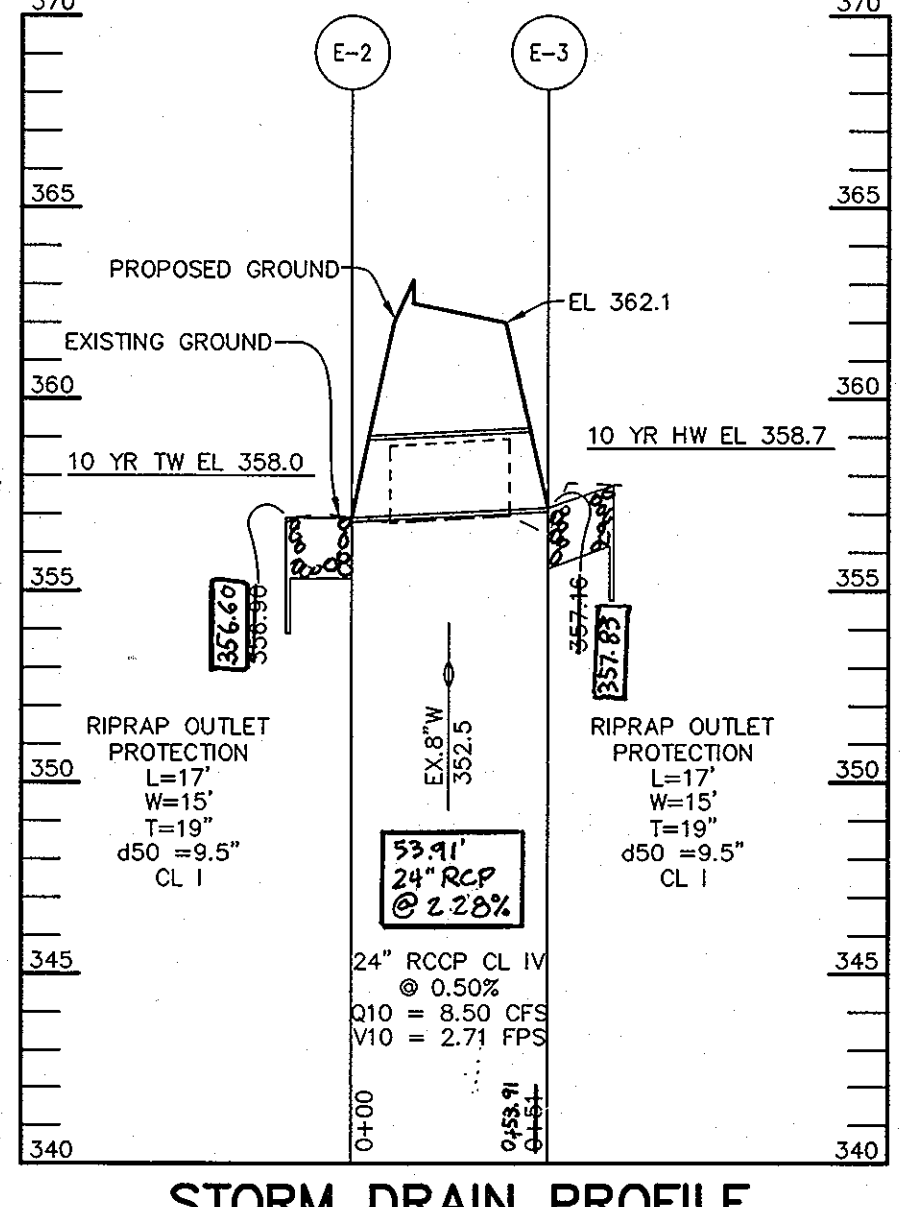 370
370
E-2
E-3
365
365
PROPOSED GROUND
EL 362.1
EXISTING GROUND
360
360
10 YR HW EL 358.7
10 YR TW EL 358.0
355
355
356.60
356.90
357.16
357.83
EX.8"W
352.5
RIPRAP OUTLET
PROTECTION
L=17'
W=15'
T=19"
d50 =9.5"
CL I
RIPRAP OUTLET
PROTECTION
L=17'
W=15'
T=19"
d50 =9.5"
CL I
350
350
53.91'
24" RCP
@ 2.28%
24" RCCP CL IV
@ 0.50%
Q10 = 8.50 CFS
V10 = 2.71 FPS
345
345
0+00
0+53.91
0+51
340
340
STORM DRAIN PROFILE